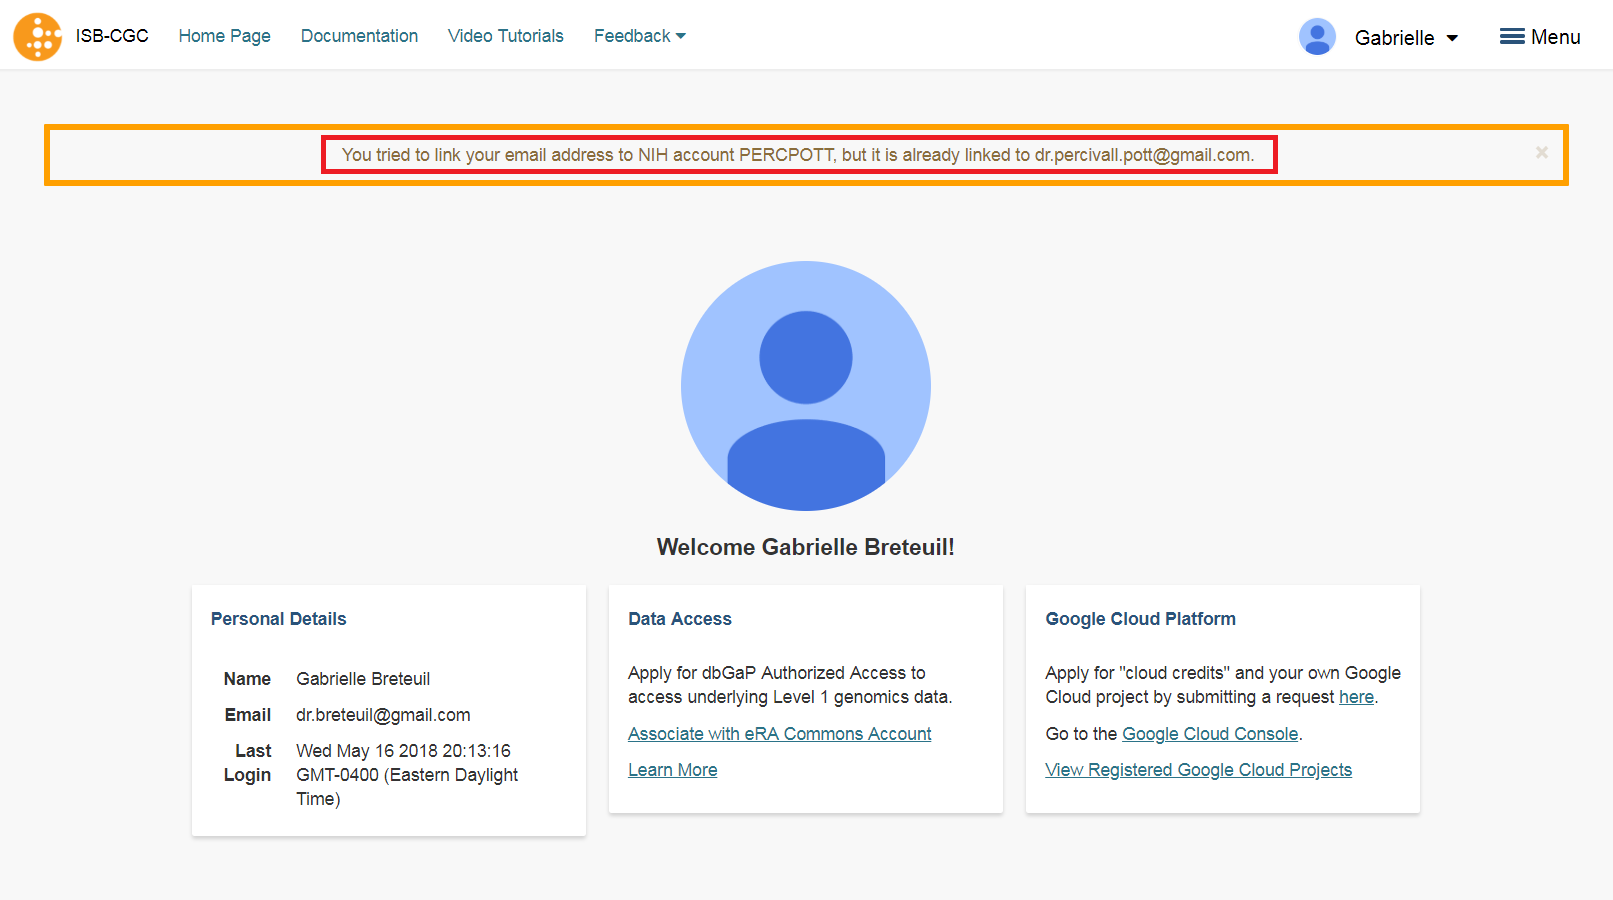 ISB-CGC Home Page Documentation Video Tutorials Feedback Gabrielle Menu
You tried to link your email address to NIH account PERCPOTT, but it is already linked to dr.percivall.pott@gmail.com.
×
Welcome Gabrielle Breteuil!
Personal Details
Name Gabrielle Breteuil
Email dr.breteuil@gmail.com
Last Wed May 16 2018 20:13:16
Login GMT-0400 (Eastern Daylight
Time)
Data Access
Apply for dbGaP Authorized Access to
access underlying Level 1 genomics data.
Associate with eRA Commons Account
Learn More
Google Cloud Platform
Apply for "cloud credits" and your own Google
Cloud project by submitting a request here.
Go to the Google Cloud Console.
View Registered Google Cloud Projects